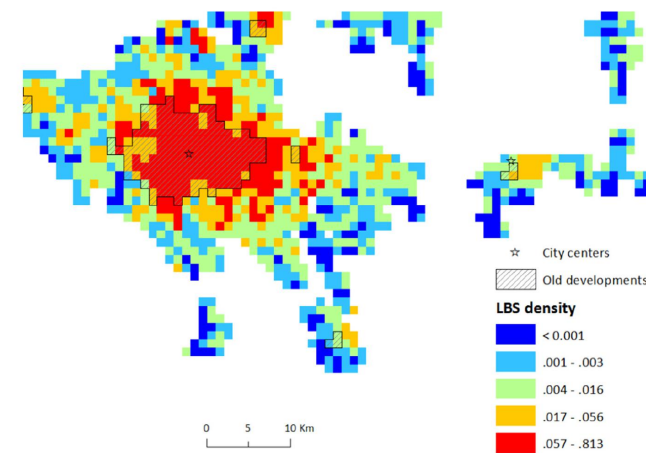 City centers
Old developments
LBS density
< 0.001
.001 - .003
.004 - .016
.017 - .056
.057 - .813
0 5 10 Km